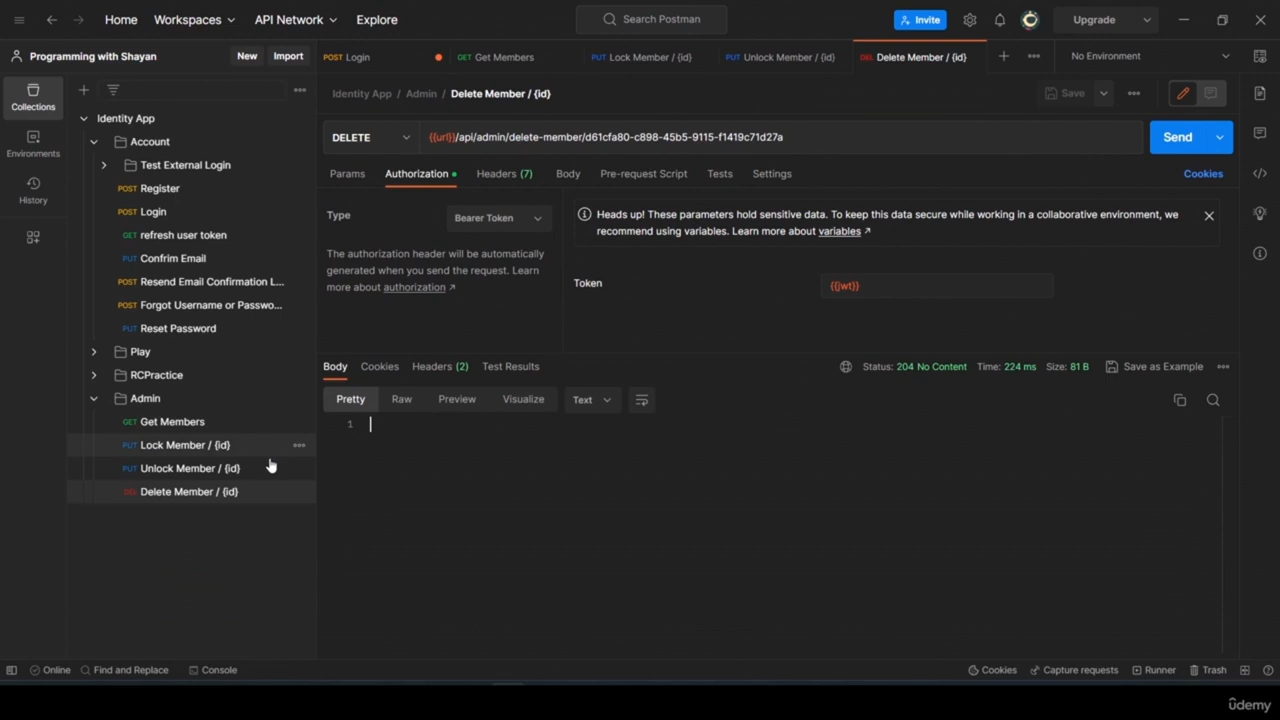 Home Workspaces API Network Explore Search Postman Invite Upgrade
Programming with Shayan New Import
POST Login GET Get Members PUT Lock Member / {id} PUT Unlock Member / {id} DEL Delete Member / {id} No Environment
Collections
Environments
History
Identity App
Account
Test External Login
POST Register
POST Login
GET refresh user token
PUT Confrim Email
POST Resend Email Confirmation L...
POST Forgot Username or Passwo...
PUT Reset Password
Play
RCPractice
Admin
GET Get Members
PUT Lock Member / {id}
PUT Unlock Member / {id}
DEL Delete Member / {id}
Identity App / Admin / Delete Member / {id} Save
DELETE {{url}}/api/admin/delete-member/d61cfa80-c898-45b5-9115-f1419c71d27a Send
Params Authorization Headers (7) Body Pre-request Script Tests Settings Cookies
Type Bearer Token
The authorization header will be automatically
generated when you send the request. Learn
more about authorization
Heads up! These parameters hold sensitive data. To keep this data secure while working in a collaborative environment, we
recommend using variables. Learn more about variables
Token {{jwt}}
Body Cookies Headers (2) Test Results Status: 204 No Content Time: 224 ms Size: 81 B Save as Example
Pretty Raw Preview Visualize Text
1
Online Find and Replace Console Cookies Capture requests Runner Trash
ûdemy